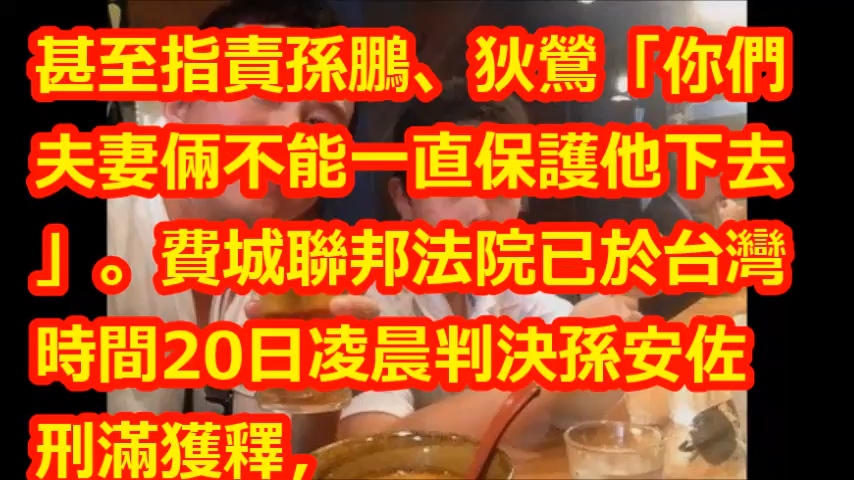 甚至指責孫鵬、狄鶯「你們
夫妻倆不能一直保護他下去
」。費城聯邦法院已於台灣
時間20日凌晨判決孫安佐
刑滿獲釋，